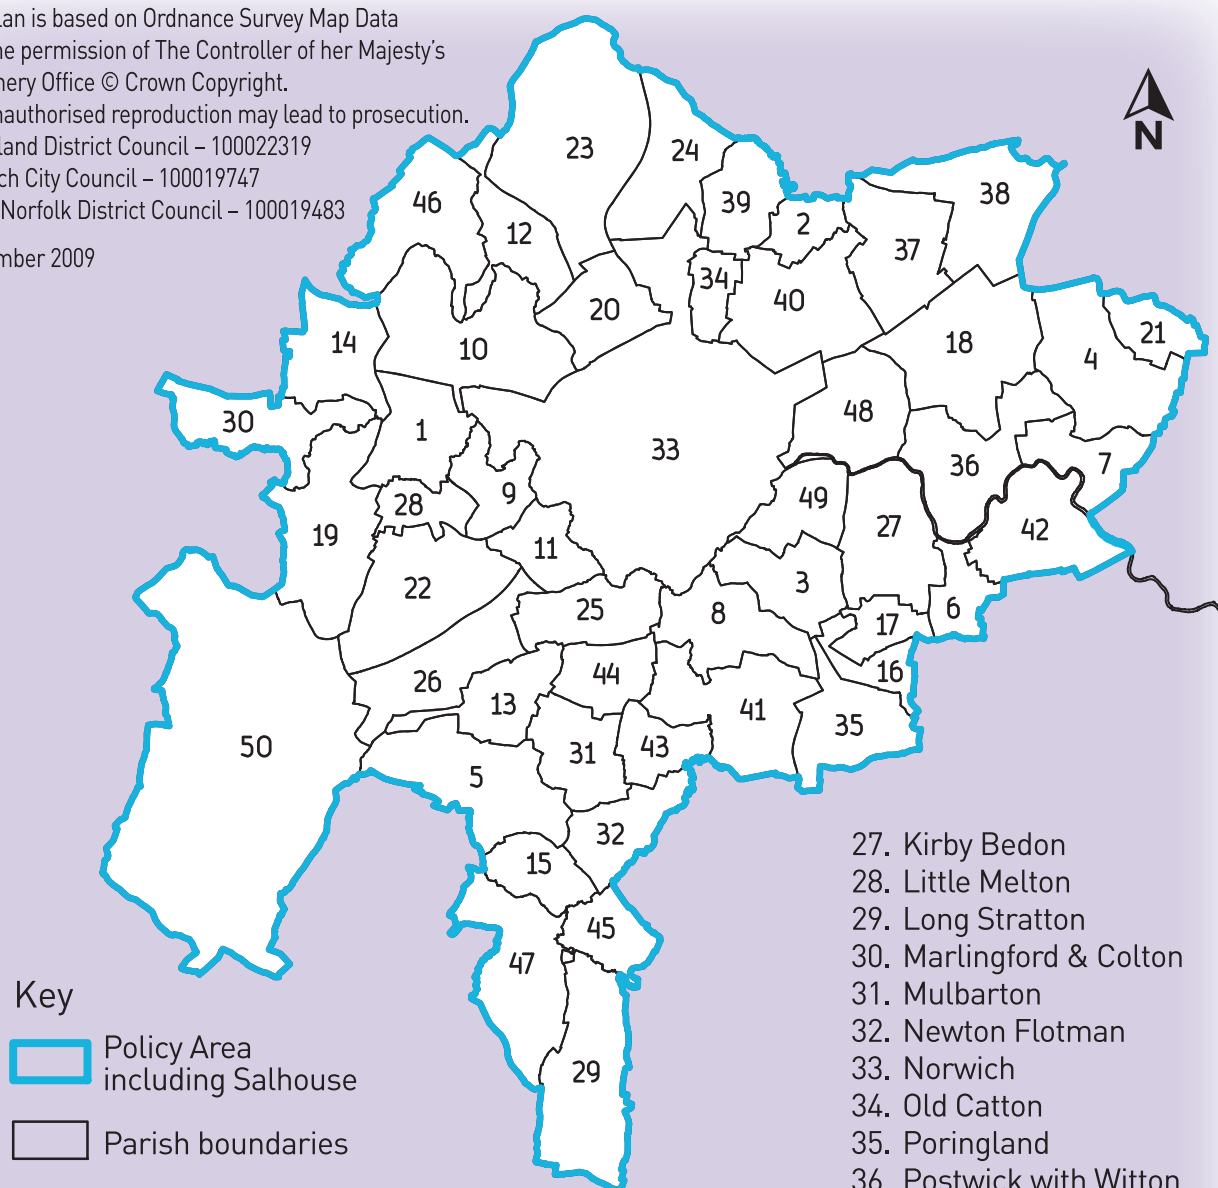 lan is based on Ordnance Survey Map Data
ne permission of The Controller of her Majesty's
nery Office © Crown Copyright.
nauthorised reproduction may lead to prosecution.
land District Council – 100022319
ch City Council – 100019747
Norfolk District Council – 100019483
mber 2009
N
23
24
38
46
39
2
12
37
34
40
20
14
10
18
21
4
30
1
48
33
36
7
9
28
49
27
42
19
11
22
3
25
8
6
17
44
16
26
13
41
35
50
31
43
5
32
15
45
47
29
Key
Policy Area
including Salhouse
Parish boundaries
27. Kirby Bedon
28. Little Melton
29. Long Stratton
30. Marlingford & Colton
31. Mulbarton
32. Newton Flotman
33. Norwich
34. Old Catton
35. Poringland
36. Postwick with Witton